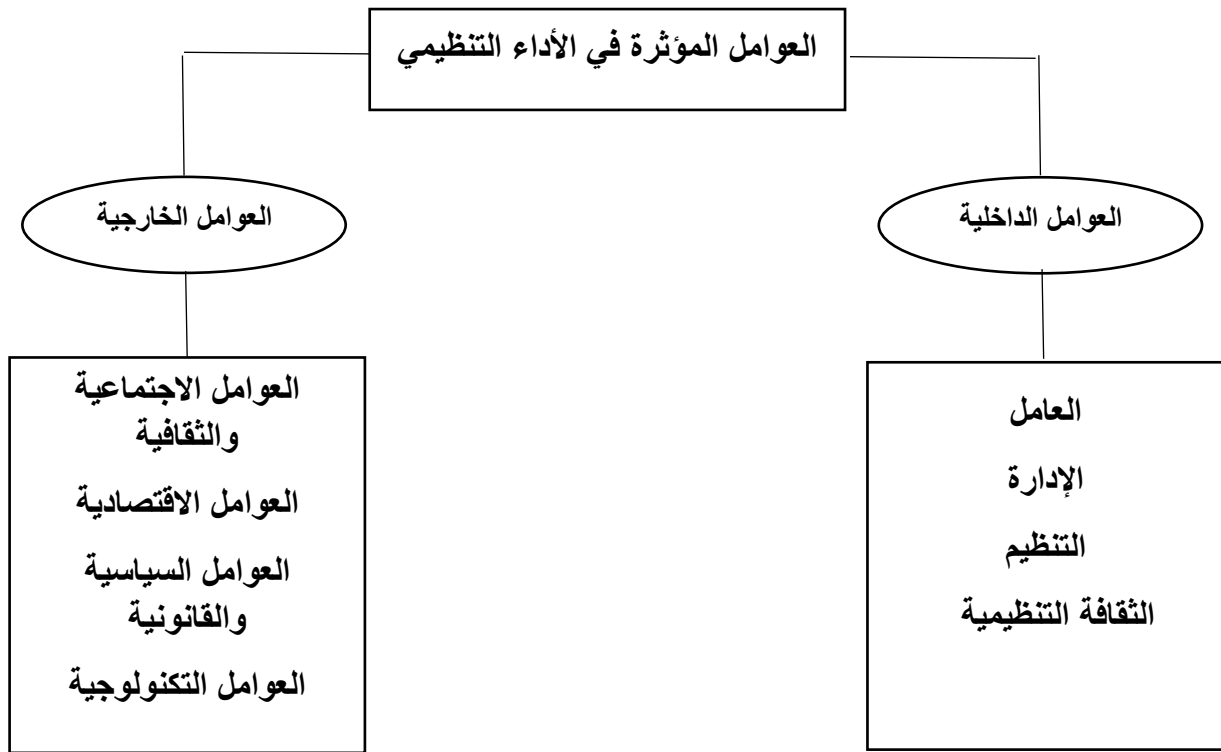 العوامل المؤثرة في الأداء التنظيمي
العوامل الداخلية
العوامل الخارجية
العامل
الإدارة
التنظيم
الثقافة التنظيمية
العوامل الاجتماعية
والثقافية
العوامل الاقتصادية
العوامل السياسية
والقانونية
العوامل التكنولوجية